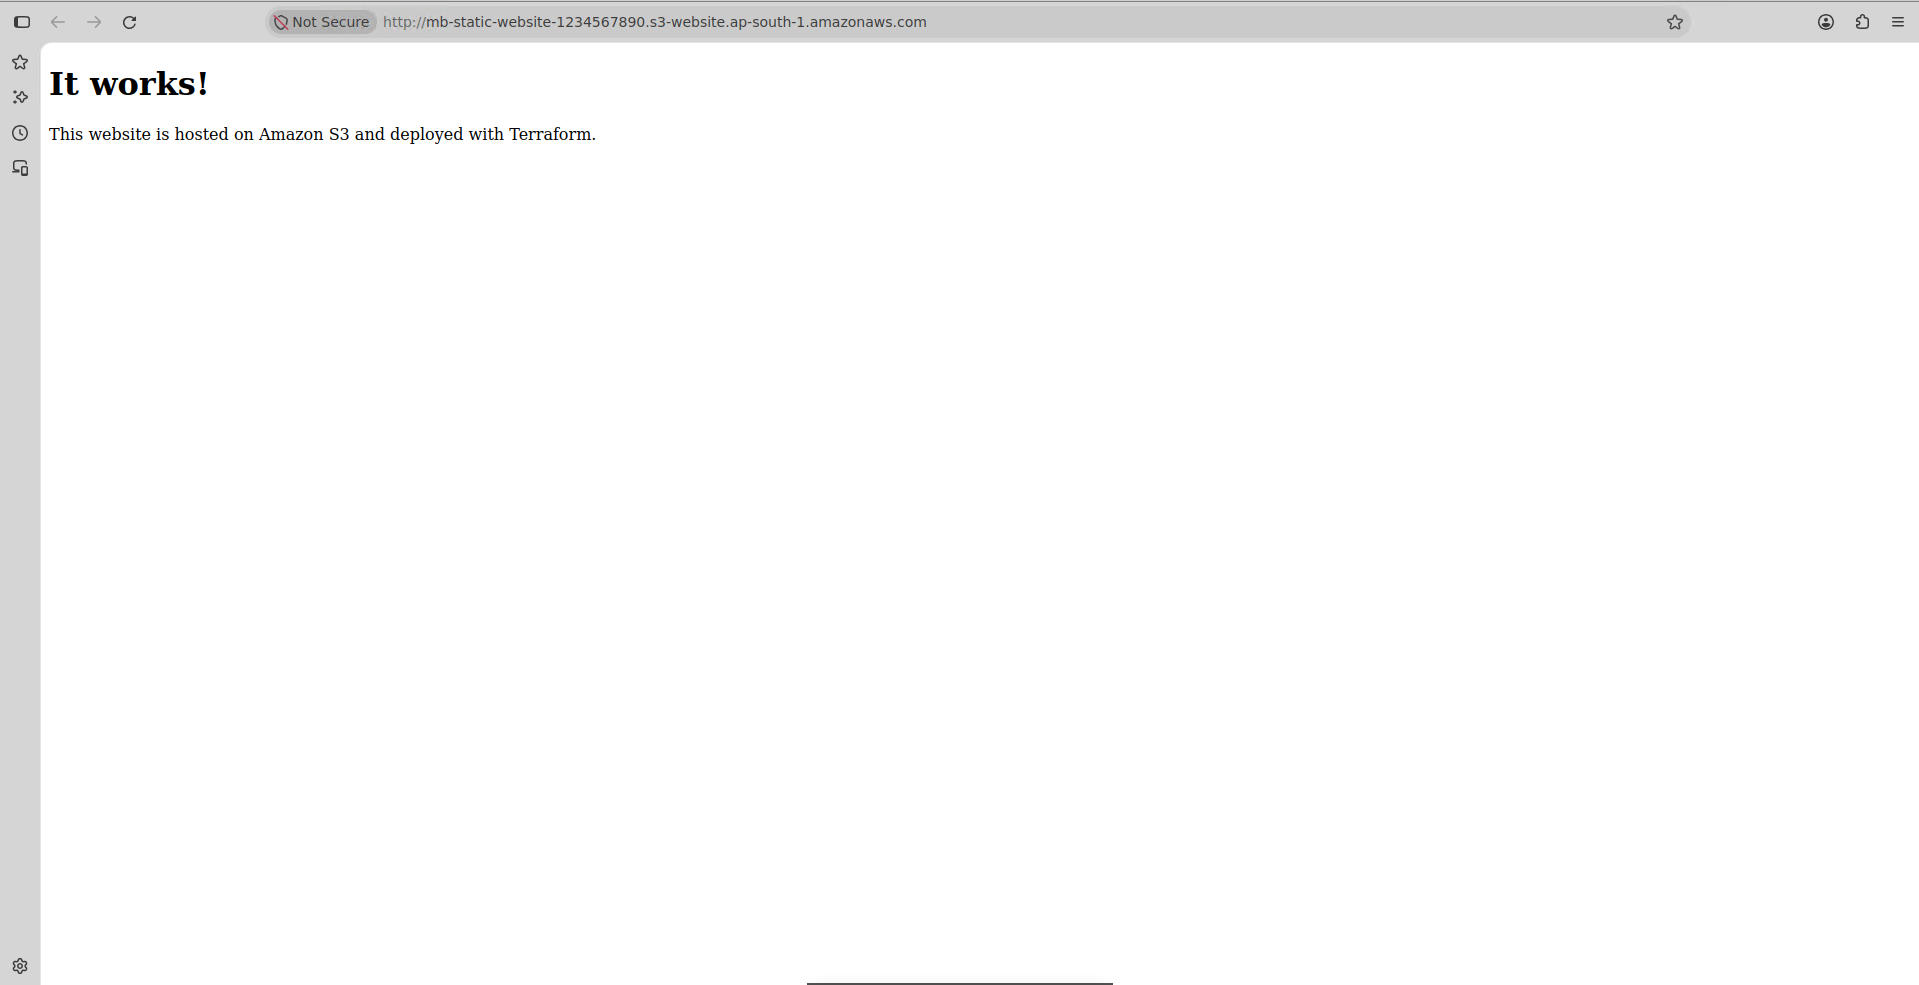 Not Secure http://mb-static-website-1234567890.s3-website.ap-south-1.amazonaws.com
It works!
This website is hosted on Amazon S3 and deployed with Terraform.